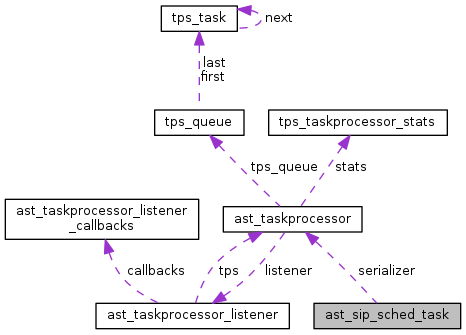 tps_task
next
last
first
tps_queue
tps_taskprocessor_stats
tps_queue
stats
ast_taskprocessor_listener
_callbacks
ast_taskprocessor
callbacks
tps
listener
serializer
ast_taskprocessor_listener
ast_sip_sched_task